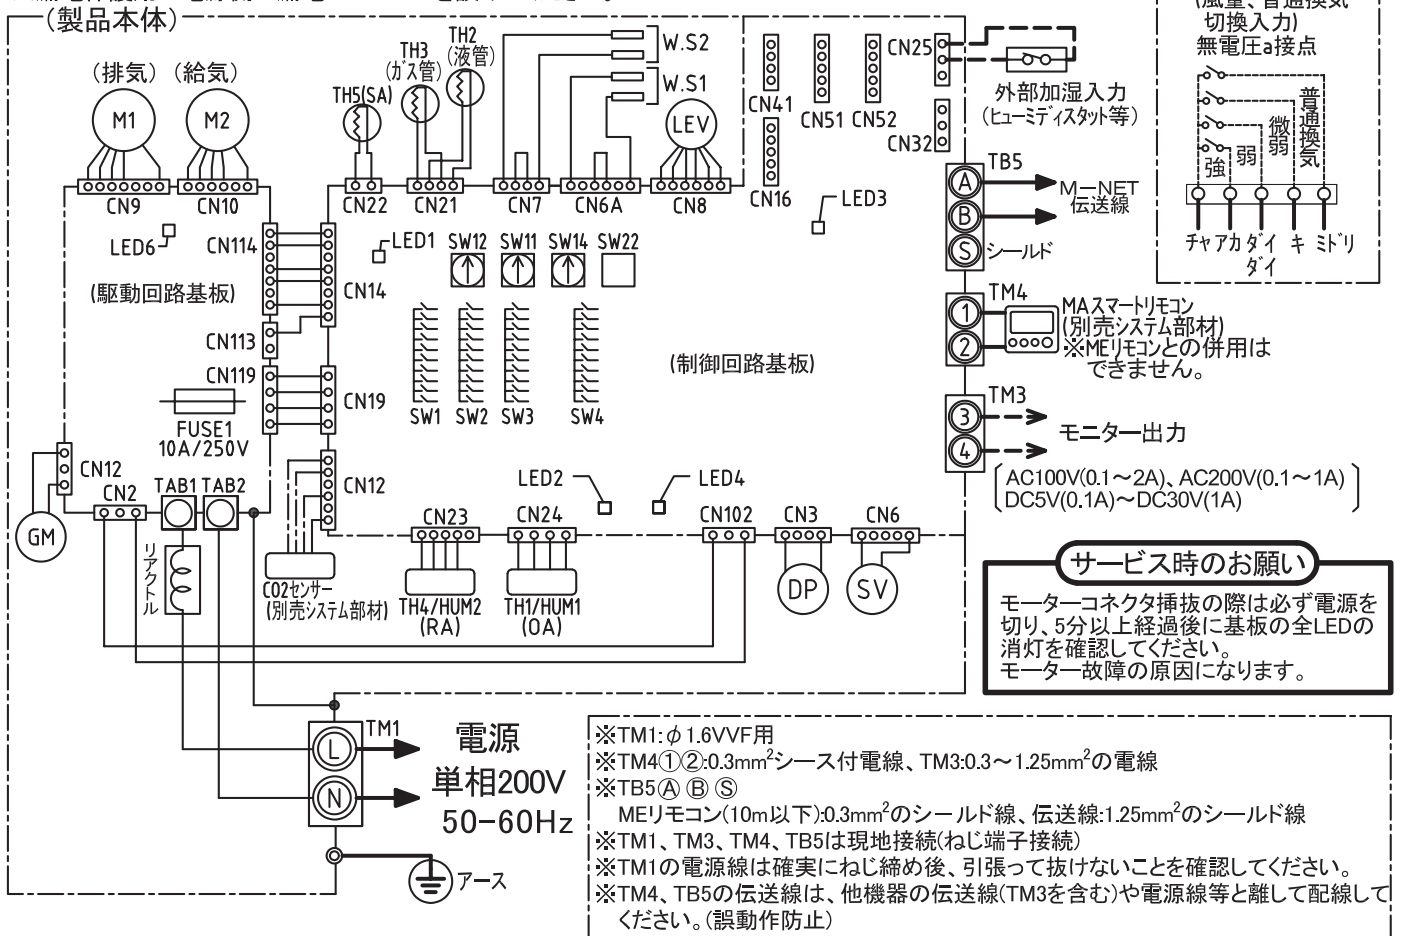 (製品本体)
(排気)
(給気)
M1
M2
TH5(SA)
TH3
(ガス管)
TH2
(液管)
W.S2
W.S1
LEV
CN41
CN51
CN52
CN25
CN32
CN16
外部加湿入力
(ヒューミディスタット等)
(風量、普通換気
切換入力)
無電圧a接点
強
弱
微弱
普通換気
チャ
アカ
ダイダイ
キ
ミドリ
CN9
CN10
CN22
CN21
CN7
CN6A
CN8
LED3
LED6
CN114
LED1
SW12
SW11
SW14
SW22
TB5
A
B
S
M-NET
伝送線
シールド
(駆動回路基板)
CN14
CN113
CN119
CN19
FUSE1
10A/250V
SW1
SW2
SW3
SW4
(制御回路基板)
TM4
1
2
MAスマートリモコン
(別売システム部材)
※MEリモコンとの併用は
できません。
TM3
3
4
モニター出力
AC100V(0.1～2A)、AC200V(0.1～1A)
DC5V(0.1A)～DC30V(1A)
CN12
CN2
TAB1
TAB2
CN12
GM
リアクトル
CO2センサー
(別売システム部材)
LED2
LED4
CN23
CN24
CN102
CN3
CN6
TH4/HUM2
(RA)
TH1/HUM1
(OA)
DP
SV
サービス時のお願い
モーターコネクタ挿抜の際は必ず電源を
切り、5分以上経過後に基板の全LEDの
消灯を確認してください。
モーター故障の原因になります。
TM1
L
N
電源
単相200V
50-60Hz
アース
※TM1:φ1.6VVF用
※TM4①②:0.3mm²シース付電線、TM3:0.3～1.25mm²の電線
※TB5Ⓐ Ⓑ Ⓢ
MEリモコン(10m以下):0.3mm²のシールド線、伝送線:1.25mm²のシールド線
※TM1、TM3、TM4、TB5は現地接続(ねじ端子接続)
※TM1の電源線は確実にねじ締め後、引張って抜けないことを確認してください。
※TM4、TB5の伝送線は、他機器の伝送線(TM3を含む)や電源線等と離して配線して
ください。(誤動作防止)